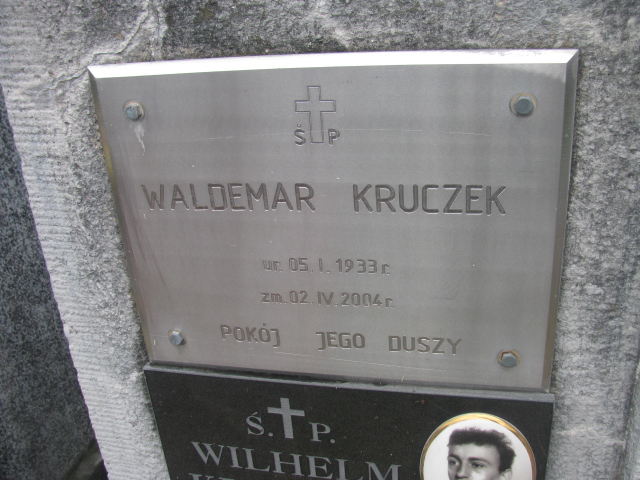 Ś P
WALDEMAR KRUCZEK
ur. 05. I. 1933 r.
zm. 02. IV. 2004 r.
POKÓJ JEGO DUSZY
Ś. P.
WILHELM